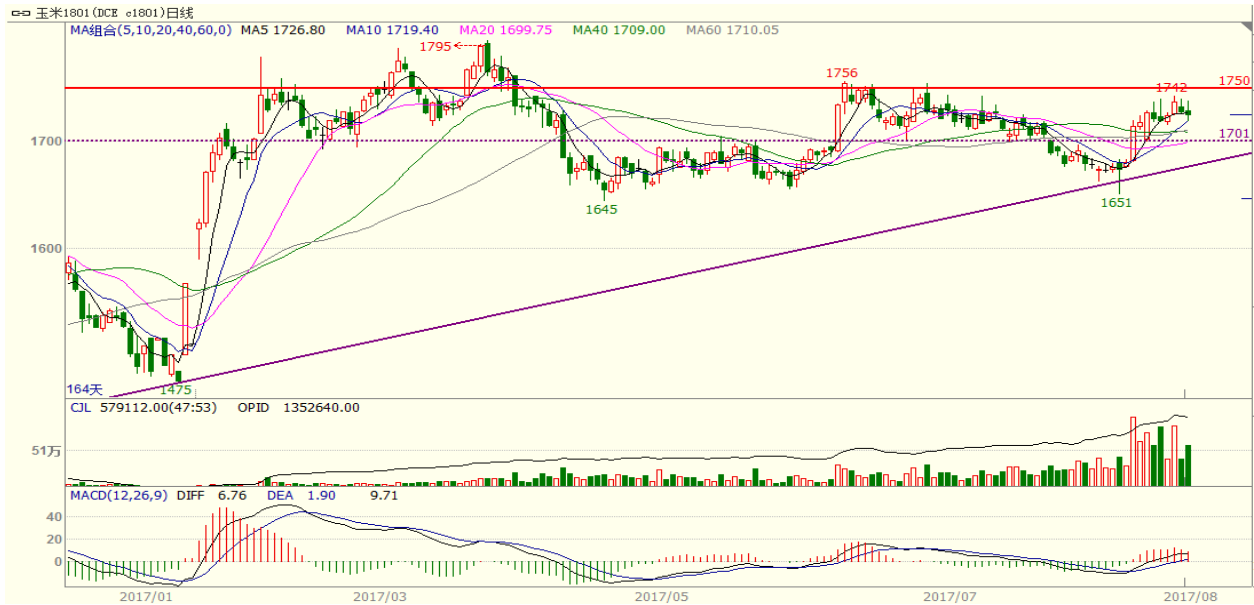 玉米1801(DCE c1801)日线
MA组合(5,10,20,40,60,0) MA5 1726.80 MA10 1719.40 MA20 1699.75 MA40 1709.00 MA60 1710.05
1795
1756
1750
1742
1700
1701
1645
1651
1600
164天
1475
CJL 579112.00(47:53) OPID 1352640.00
51万
MACD(12,26,9) DIFF 6.76 DEA 1.90 9.71
40
20
0
2017/01 2017/03 2017/05 2017/07 2017/08